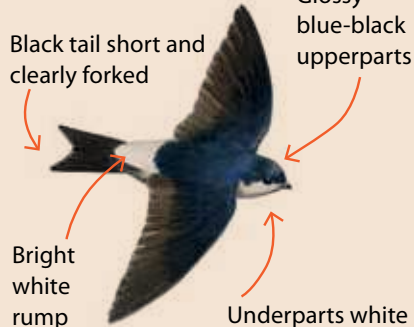 Glossy
blue-black
upperparts
Black tail short and
clearly forked
Bright
white
rump
Underparts white